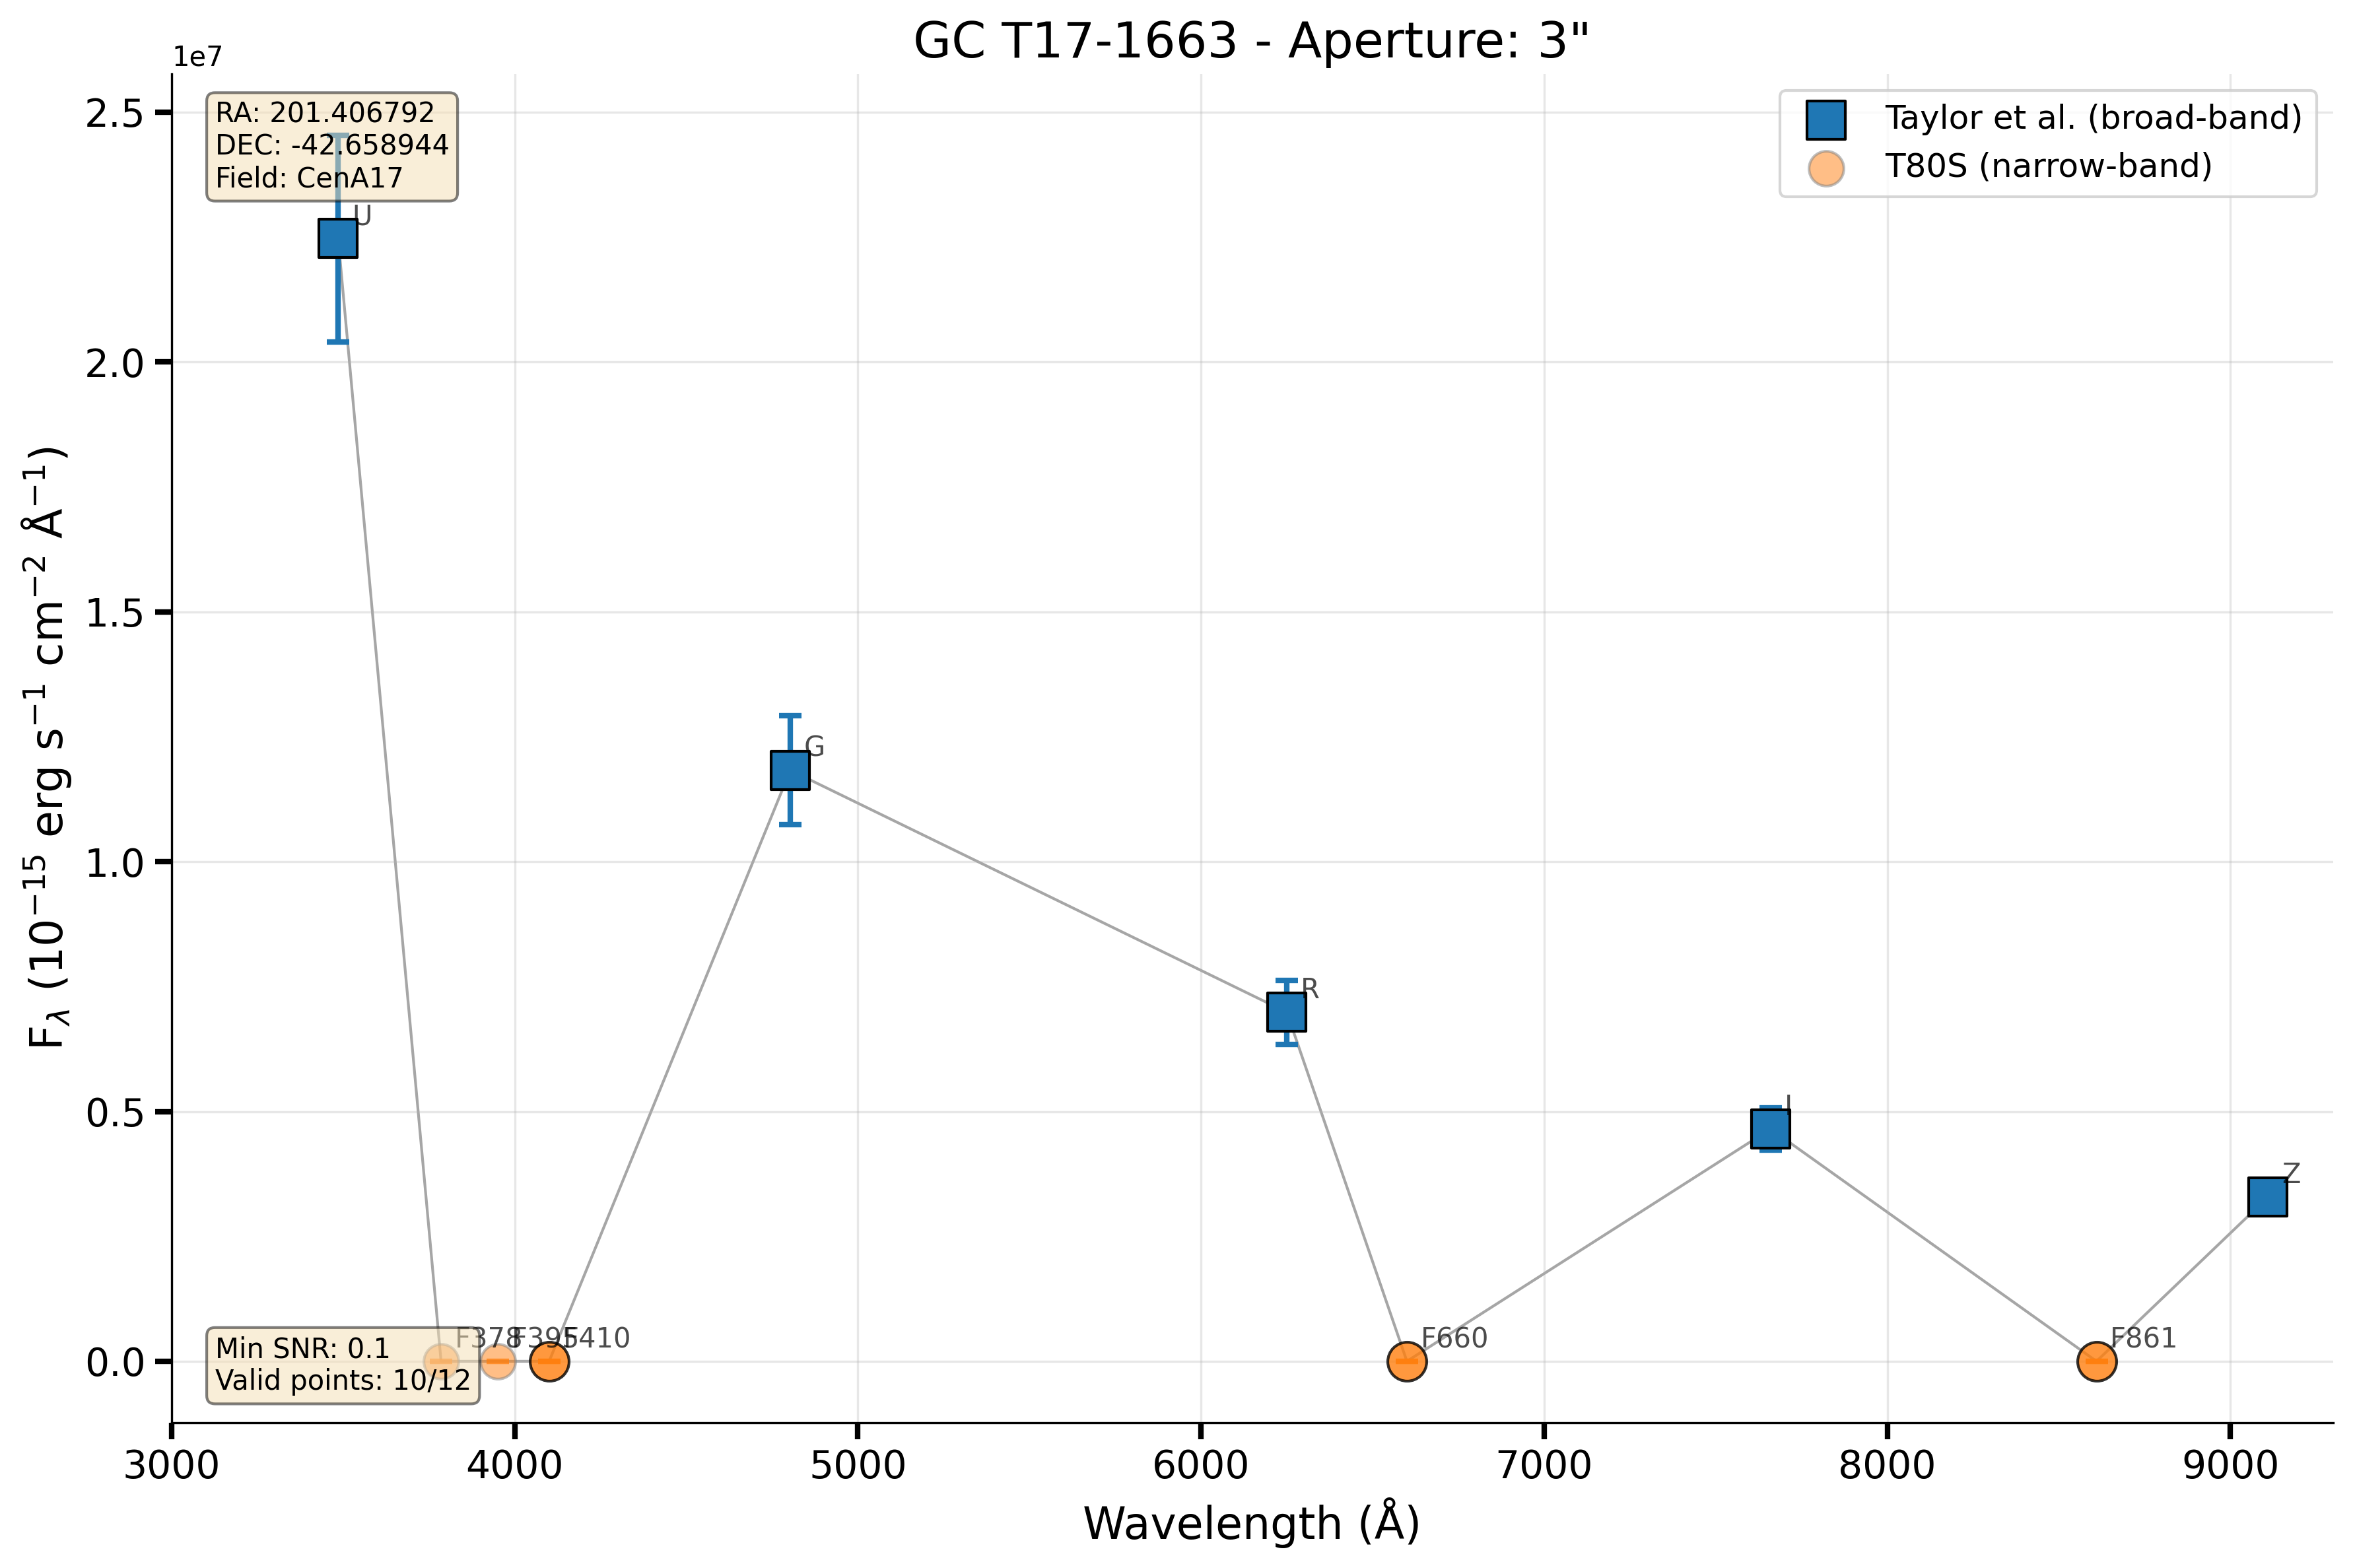 GC T17-1663 - Aperture: 3"
1e7
RA: 201.406792
DEC: -42.658944
Field: CenA17
Taylor et al. (broad-band)
T80S (narrow-band)
2.5
2.0
1.5
1.0
0.5
0.0
F_λ (10⁻¹⁵ erg s⁻¹ cm⁻² Å⁻¹)
U
G
R
I
Z
F378
F395
F410
F660
F861
Min SNR: 0.1
Valid points: 10/12
3000 4000 5000 6000 7000 8000 9000
Wavelength (Å)